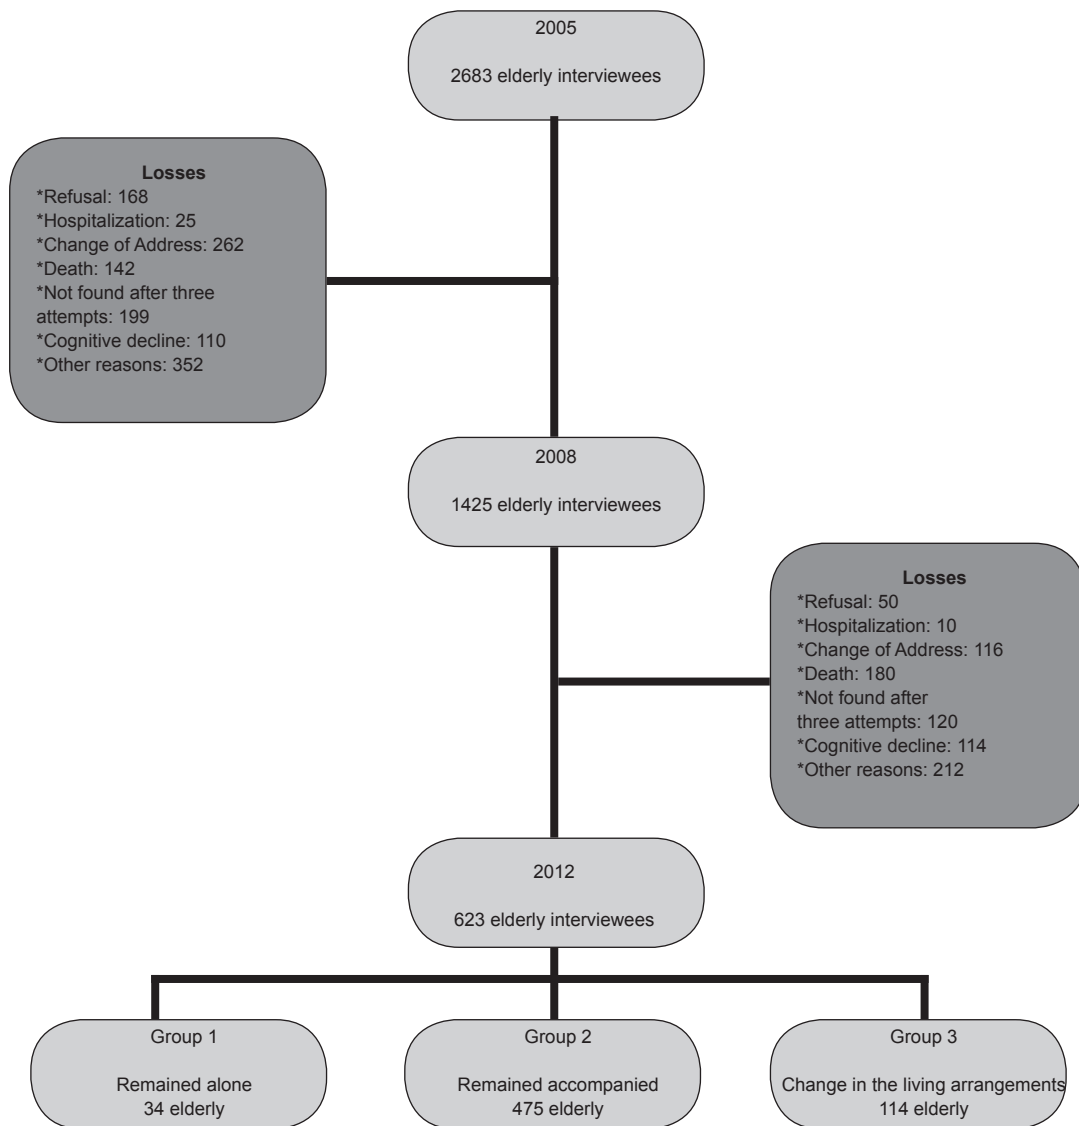 2005
2683 elderly interviewees
Losses
*Refusal: 168
*Hospitalization: 25
*Change of Address: 262
*Death: 142
*Not found after three
attempts: 199
*Cognitive decline: 110
*Other reasons: 352
2008
1425 elderly interviewees
Losses
*Refusal: 50
*Hospitalization: 10
*Change of Address: 116
*Death: 180
*Not found after
three attempts: 120
*Cognitive decline: 114
*Other reasons: 212
2012
623 elderly interviewees
Group 1
Remained alone
34 elderly
Group 2
Remained accompanied
475 elderly
Group 3
Change in the living arrangements
114 elderly